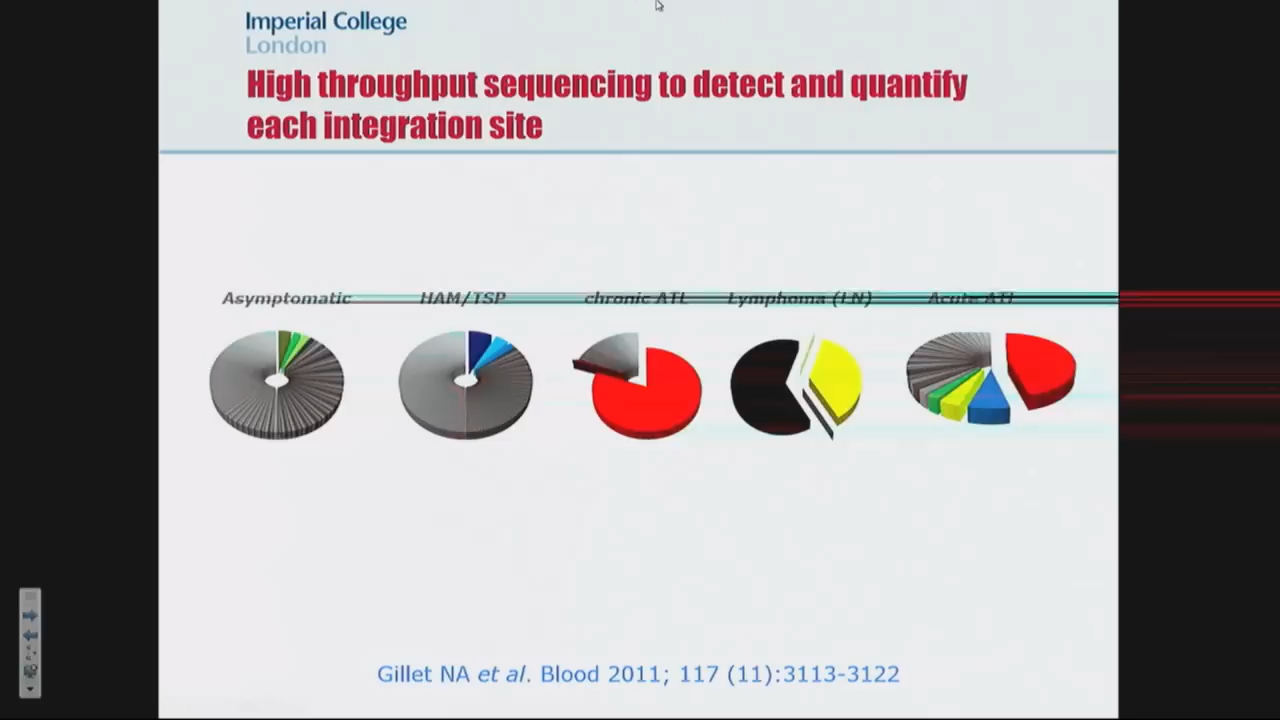 Imperial College
London
High throughput sequencing to detect and quantify
each integration site
Asymptomatic HAM/TSP chronic ATL Lymphoma (LN) Acute ATL
Gillet NA et al. Blood 2011; 117 (11):3113-3122